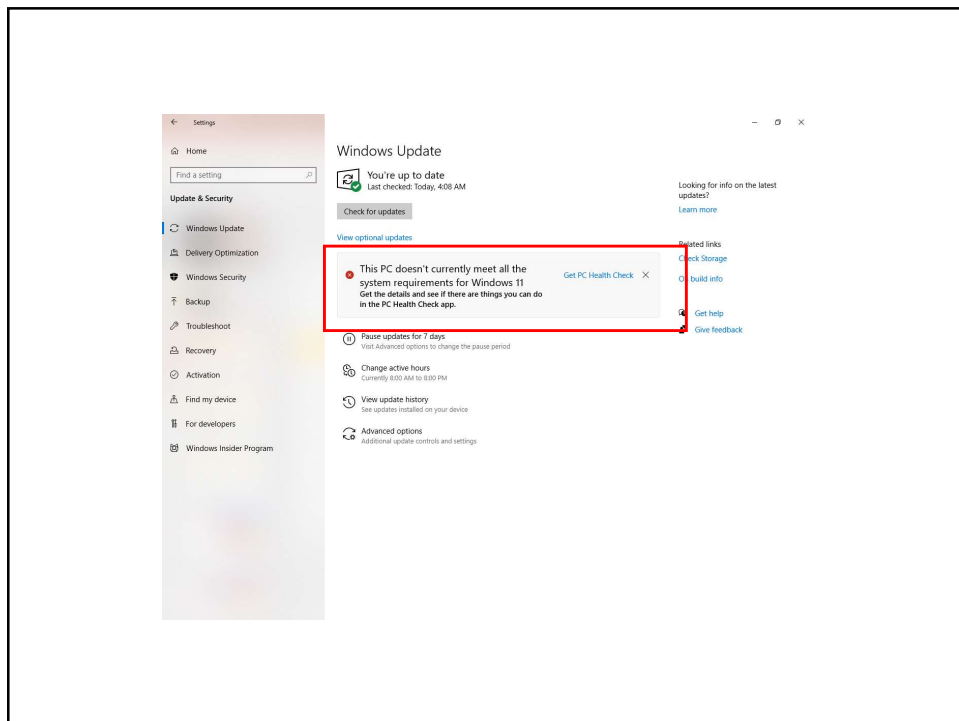 Settings
Home
Find a setting
Update & Security
Windows Update
Delivery Optimization
Windows Security
Backup
Troubleshoot
Recovery
Activation
Find my device
For developers
Windows Insider Program
Windows Update
You're up to date
Last checked: Today, 4:08 AM
Check for updates
View optional updates
This PC doesn't currently meet all the
system requirements for Windows 11
Get the details and see if there are things you can do
in the PC Health Check app.
Get PC Health Check
Pause updates for 7 days
Visit Advanced options to change the pause period
Change active hours
Currently 8:00 AM to 8:00 PM
View update history
See updates installed on your device
Advanced options
Additional update controls and settings
Looking for info on the latest
updates?
Learn more
Related links
Check Storage
OS build info
Get help
Give feedback